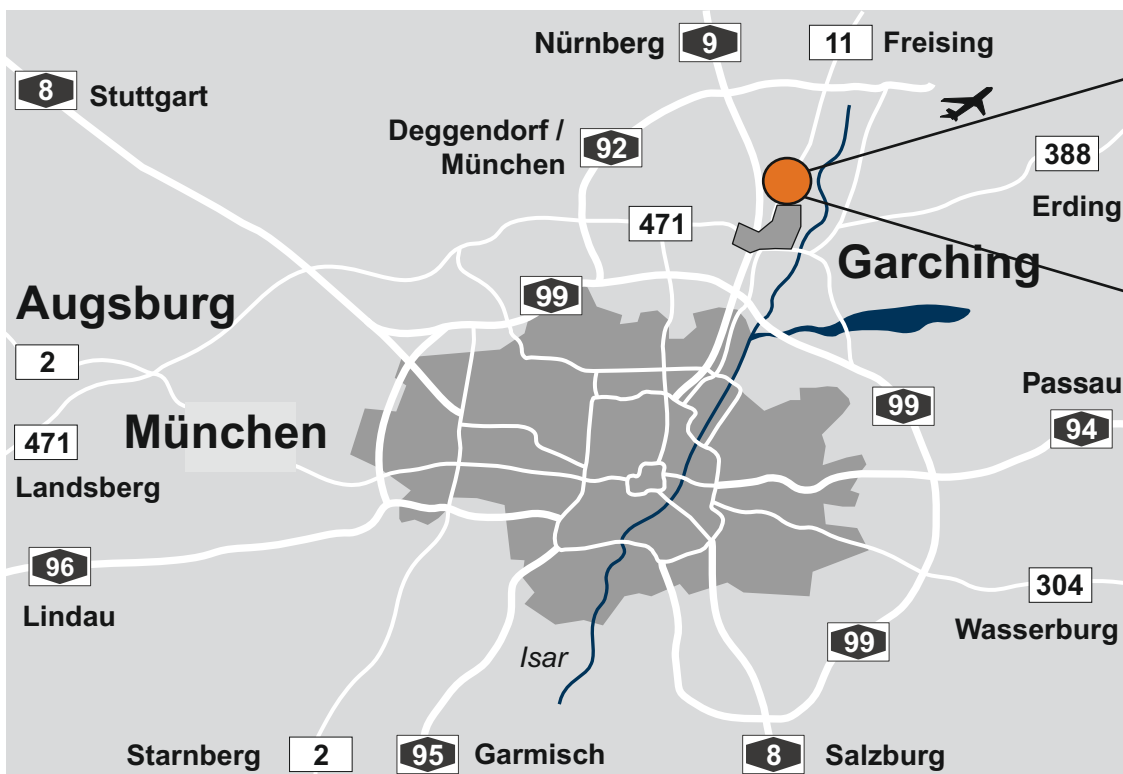 Nürnberg 9
11 Freising
8 Stuttgart
Deggendorf /
München
92
388
Erding
471
Garching
Augsburg
99
2
Passau
99
94
München
471
Landsberg
96
Lindau
304
Wasserburg
99
Isar
Starnberg 2
95 Garmisch
8 Salzburg